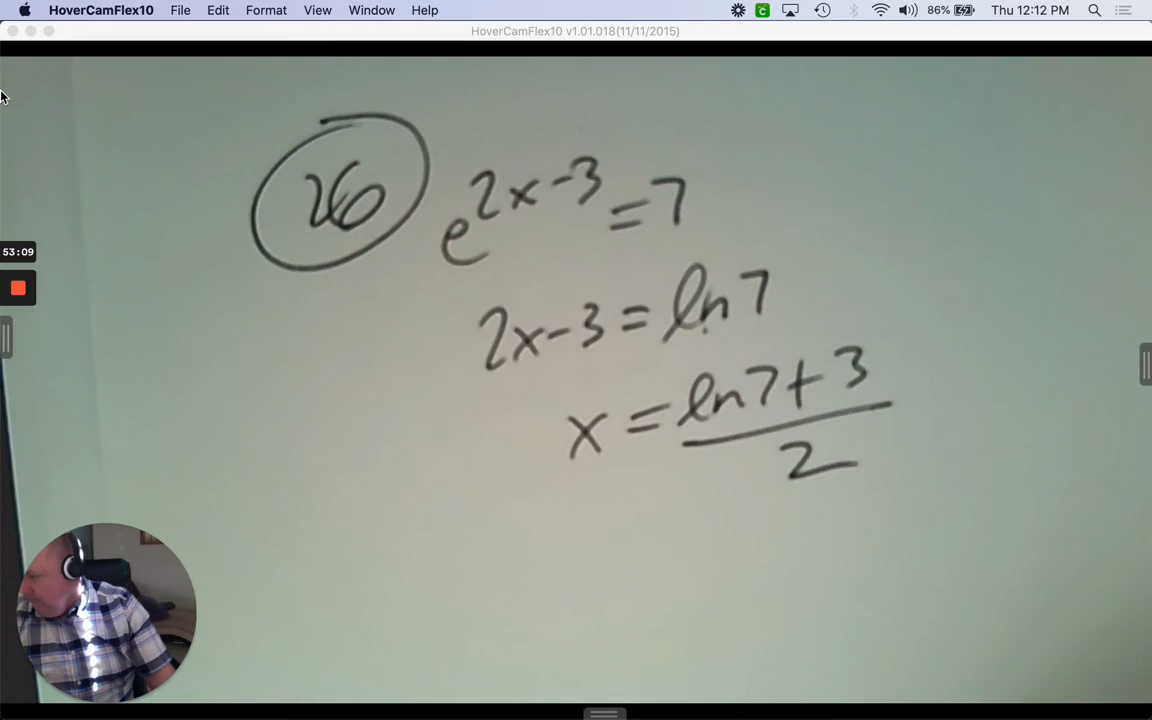 HoverCamFlex10 File Edit Format View Window Help 86% Thu 12:12 PM
HoverCamFlex10 v1.01.018(11/11/2015)
26 e^{2x-3} = 7
53:09
2x-3 = ln 7
x = \frac{ln 7 + 3}{2}